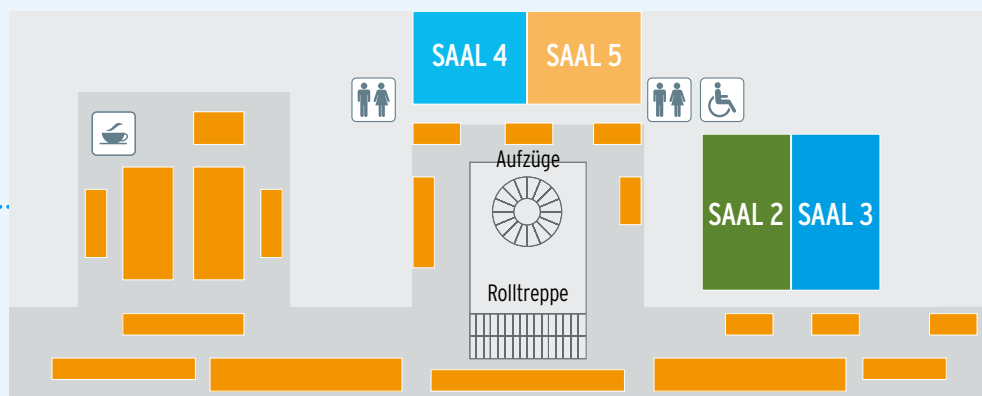 SAAL 4
SAAL 5
Aufzüge
SAAL 2
SAAL 3
Rolltreppe